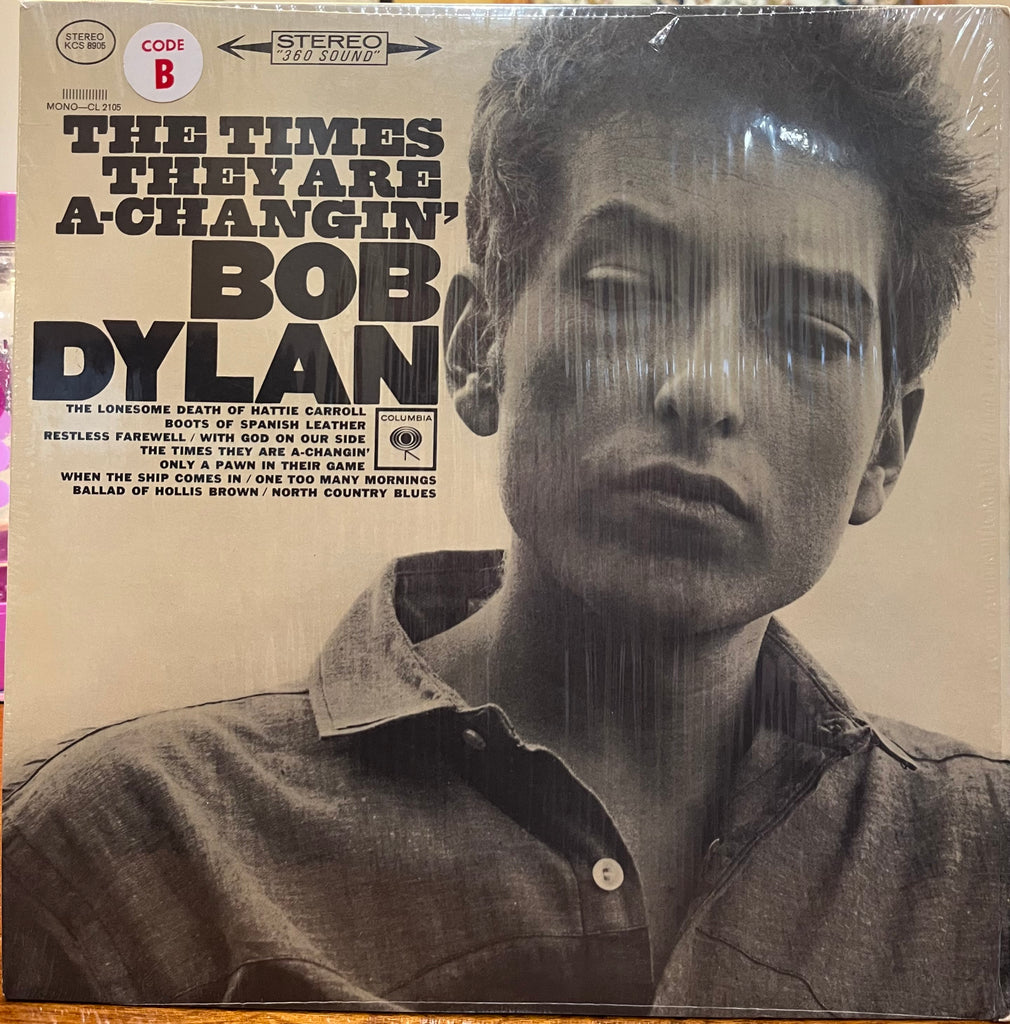 STEREO
KCS 8905
CODE
B
STEREO
"360 SOUND"
MONO—CL 2105
THE TIMES
THEY ARE
A-CHANGIN'
BOB
DYLAN
THE LONESOME DEATH OF HATTIE CARROLL
BOOTS OF SPANISH LEATHER
RESTLESS FAREWELL / WITH GOD ON OUR SIDE
THE TIMES THEY ARE A-CHANGIN'
ONLY A PAWN IN THEIR GAME
WHEN THE SHIP COMES IN / ONE TOO MANY MORNINGS
BALLAD OF HOLLIS BROWN / NORTH COUNTRY BLUES
COLUMBIA